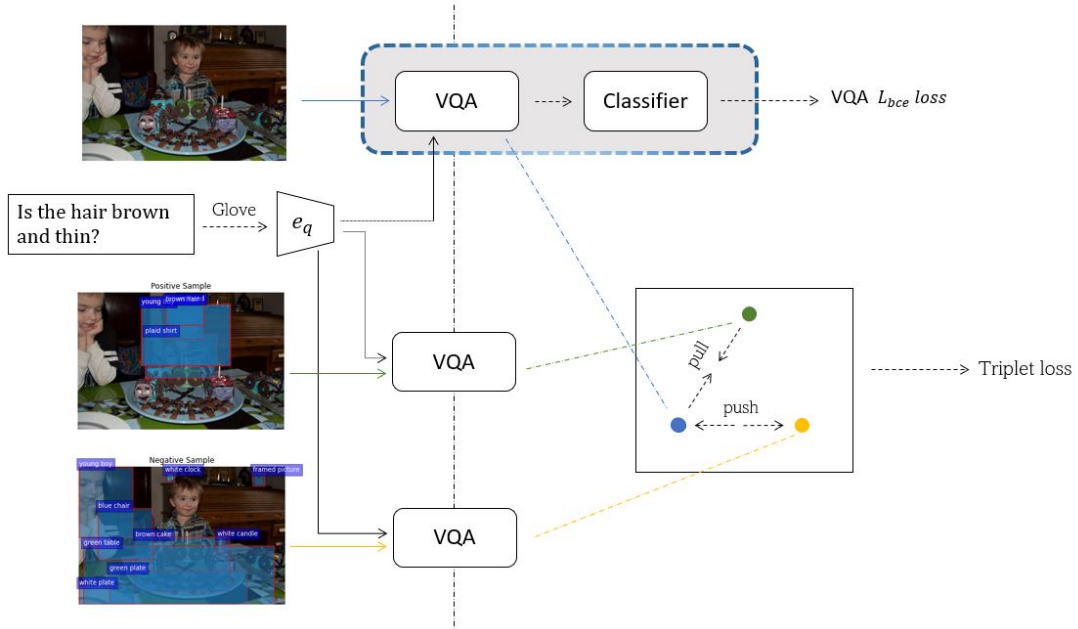 VQA
Classifier
VQA L_bce loss
Is the hair brown
and thin?
Glove
e_q
Positive Sample
young boy
plaid shirt
VQA
pull
push
Triplet loss
Negative Sample
young boy
white clock
framed picture
blue chair
brown cake
white candle
green table
green plate
white plate
VQA